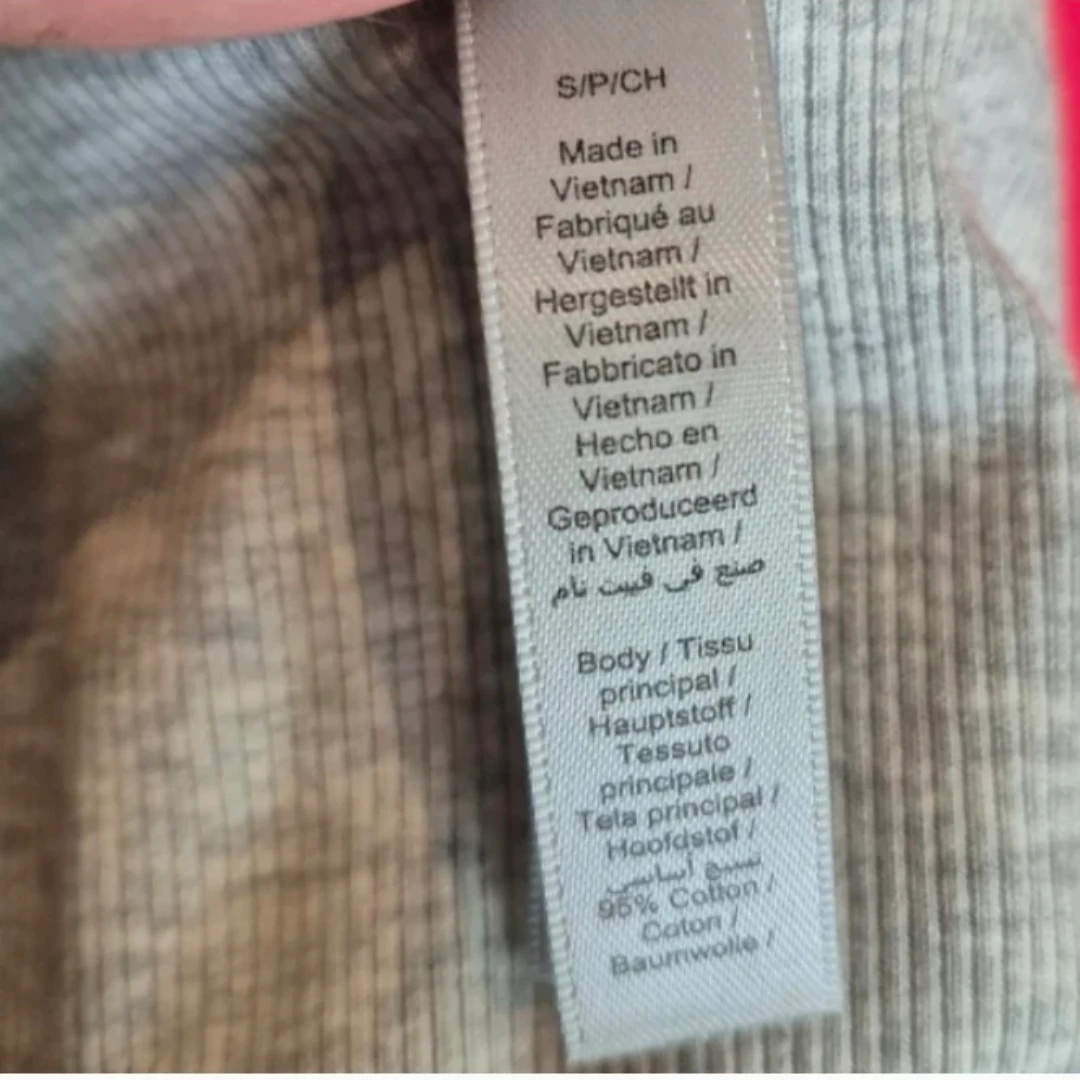 S/P/CH
Made in
Vietnam /
Fabriqué au
Vietnam /
Hergestellt in
Vietnam /
Fabbricato in
Vietnam /
Hecho en
Vietnam /
Geproduceerd
in Vietnam /
صنع في فييت نام
Body / Tissu
principal /
Hauptstoff /
Tessuto
principale /
Tela principal /
Hoofdstof /
نسيج أساسي
95% Cotton /
Coton /
Baumwolle /